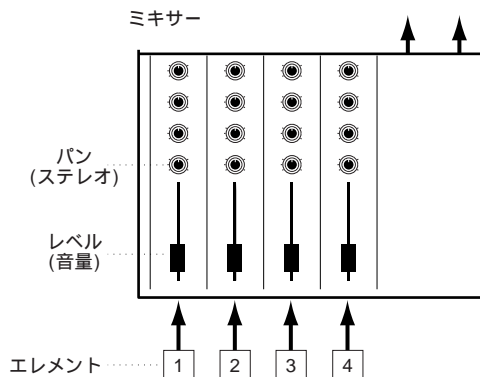 ミキサー
パン
(ステレオ)
レベル
(音量)
エレメント 1 2 3 4